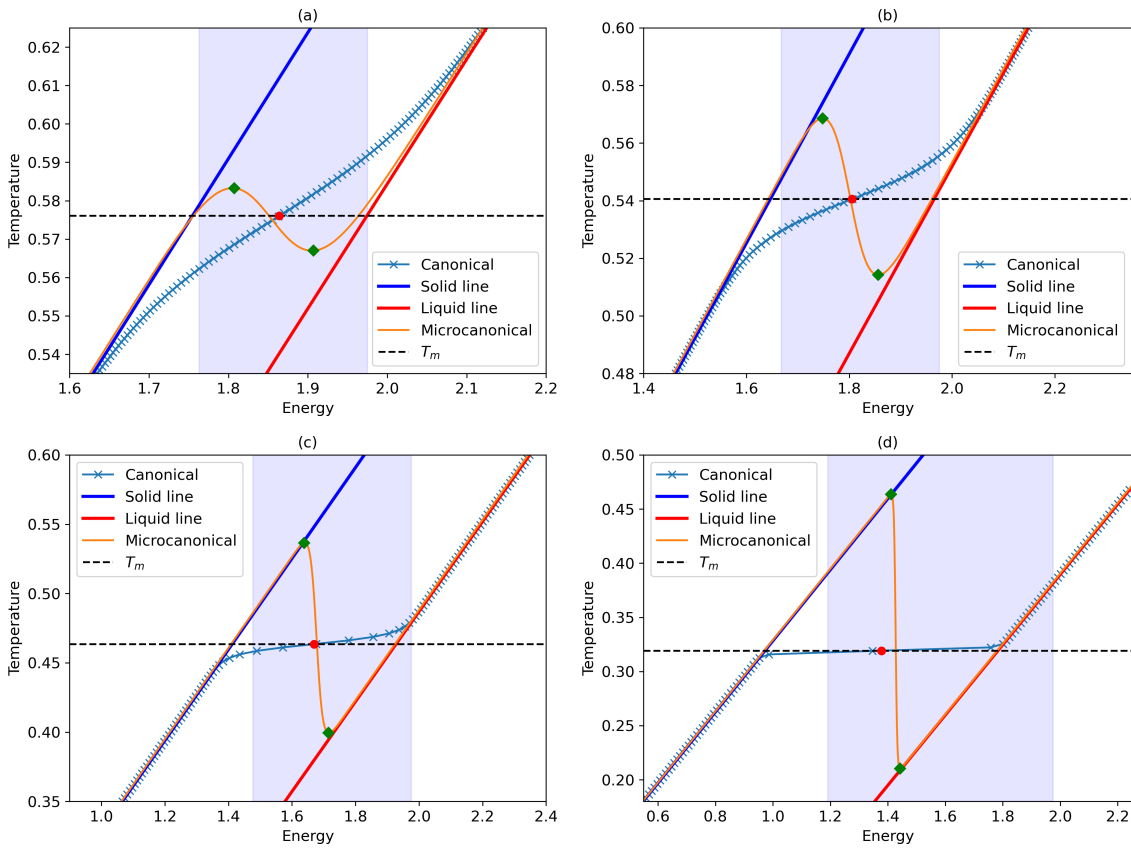 (a)
0.62
0.61
0.60
0.59
0.58
0.57
0.56
0.55
0.54
Temperature
Canonical
Solid line
Liquid line
Microcanonical
Tm
1.6 1.7 1.8 1.9 2.0 2.1 2.2
Energy
(b)
0.60
0.58
0.56
0.54
0.52
0.50
0.48
Temperature
Canonical
Solid line
Liquid line
Microcanonical
Tm
1.4 1.6 1.8 2.0 2.2
Energy
(c)
0.60
0.55
0.50
0.45
0.40
0.35
Temperature
Canonical
Solid line
Liquid line
Microcanonical
Tm
1.0 1.2 1.4 1.6 1.8 2.0 2.2 2.4
Energy
(d)
0.50
0.45
0.40
0.35
0.30
0.25
0.20
Temperature
Canonical
Solid line
Liquid line
Microcanonical
Tm
0.6 0.8 1.0 1.2 1.4 1.6 1.8 2.0 2.2
Energy